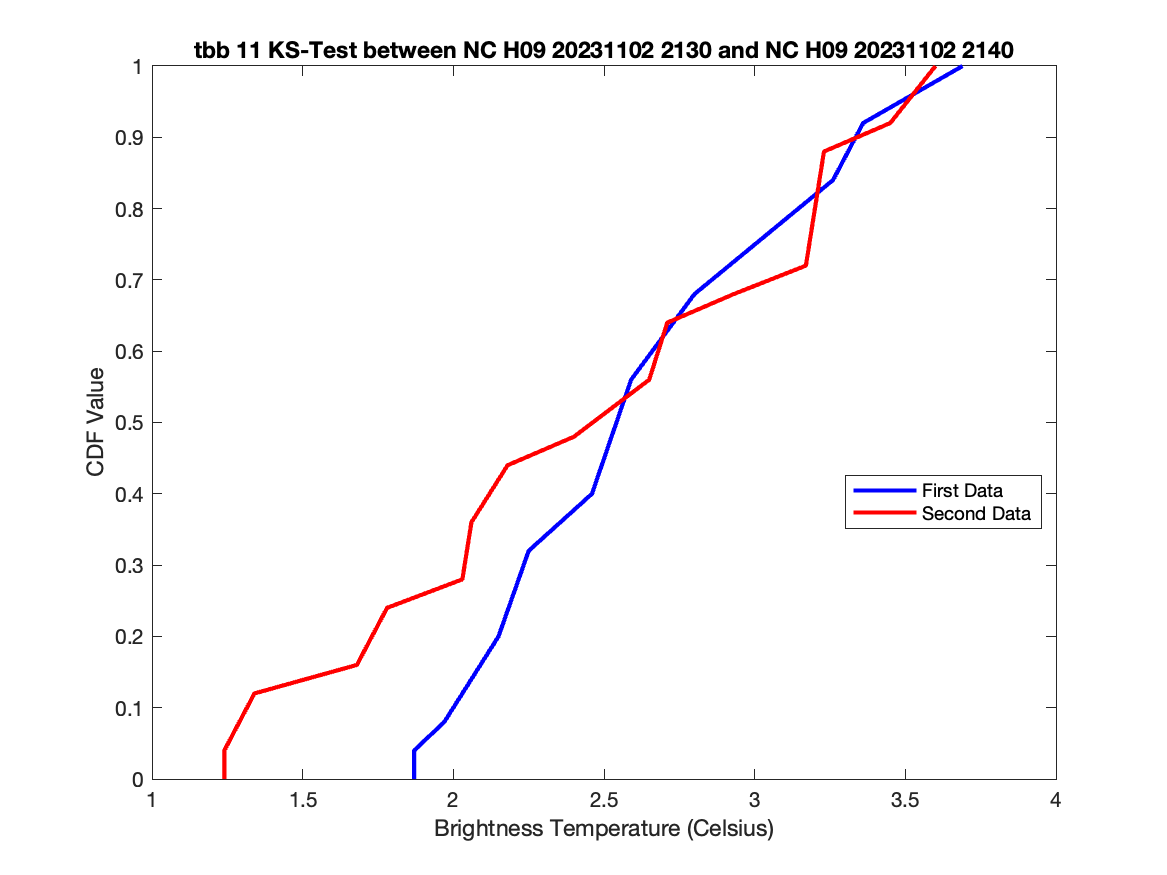 tbb 11 KS-Test between NC H09 20231102 2130 and NC H09 20231102 2140
1
0.9
0.8
0.7
0.6
0.5
0.4
0.3
0.2
0.1
0
CDF Value
First Data
Second Data
1 1.5 2 2.5 3 3.5 4
Brightness Temperature (Celsius)